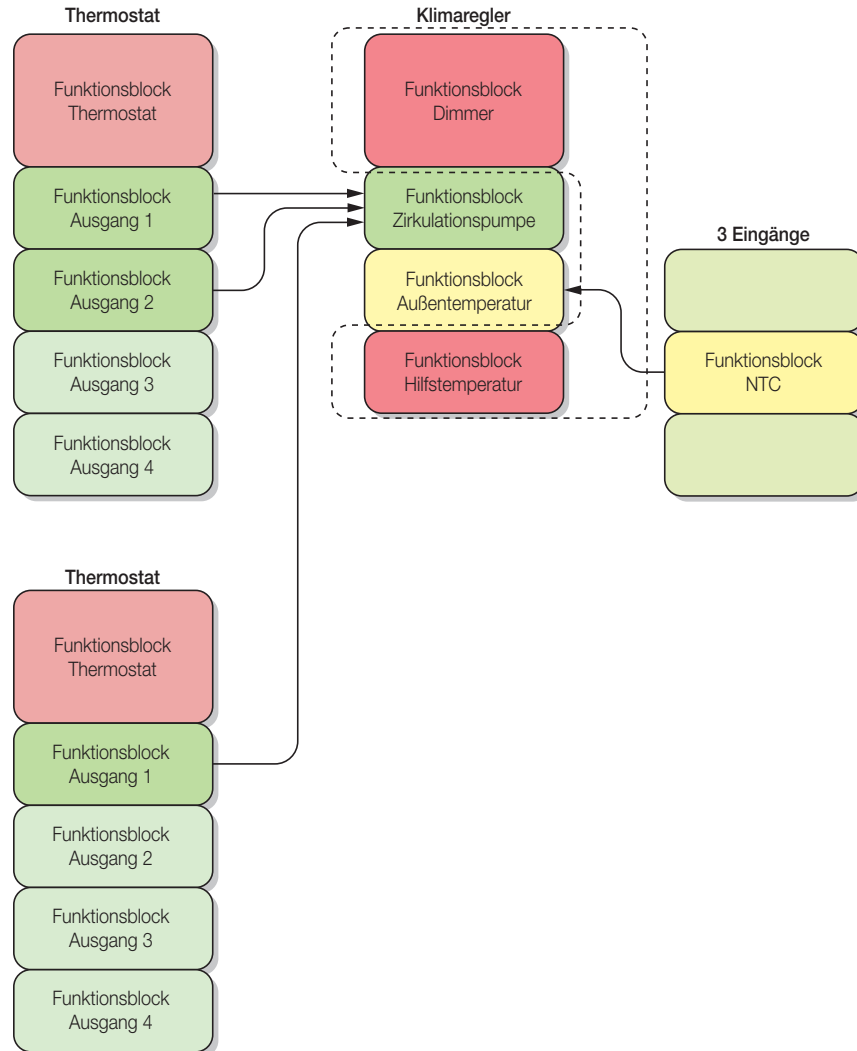 Thermostat
Funktionsblock
Thermostat
Funktionsblock
Ausgang 1
Funktionsblock
Ausgang 2
Funktionsblock
Ausgang 3
Funktionsblock
Ausgang 4
Klimaregler
Funktionsblock
Dimmer
Funktionsblock
Zirkulationspumpe
Funktionsblock
Außentemperatur
Funktionsblock
Hilfstemperatur
3 Eingänge
Funktionsblock
NTC
Thermostat
Funktionsblock
Thermostat
Funktionsblock
Ausgang 1
Funktionsblock
Ausgang 2
Funktionsblock
Ausgang 3
Funktionsblock
Ausgang 4